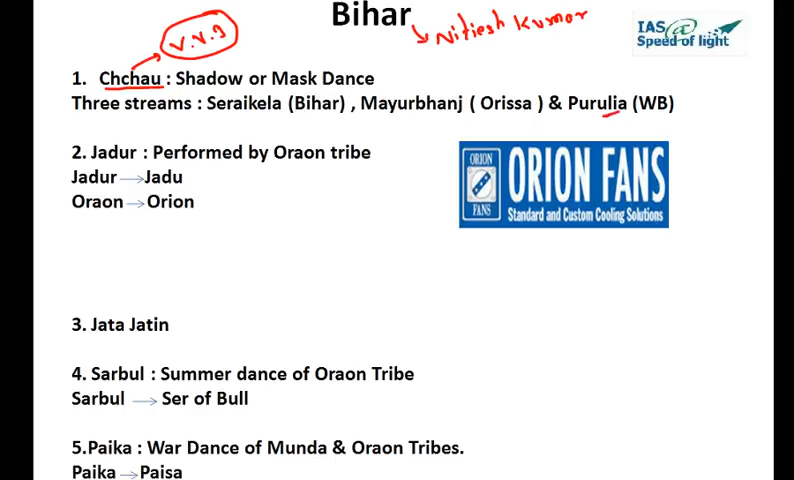 Bihar
Nitiesh Kumar
V.V.I
IAS@
Speed of light
1. Chchau : Shadow or Mask Dance
Three streams : Seraikela (Bihar) , Mayurbhanj ( Orissa ) & Purulia (WB)
2. Jadur : Performed by Oraon tribe
Jadur → Jadu
Oraon → Orion
ORION
FANS
ORION FANS
Standard and Custom Cooling Solutions
3. Jata Jatin
4. Sarbul : Summer dance of Oraon Tribe
Sarbul → Ser of Bull
5.Paika : War Dance of Munda & Oraon Tribes.
Paika → Paisa